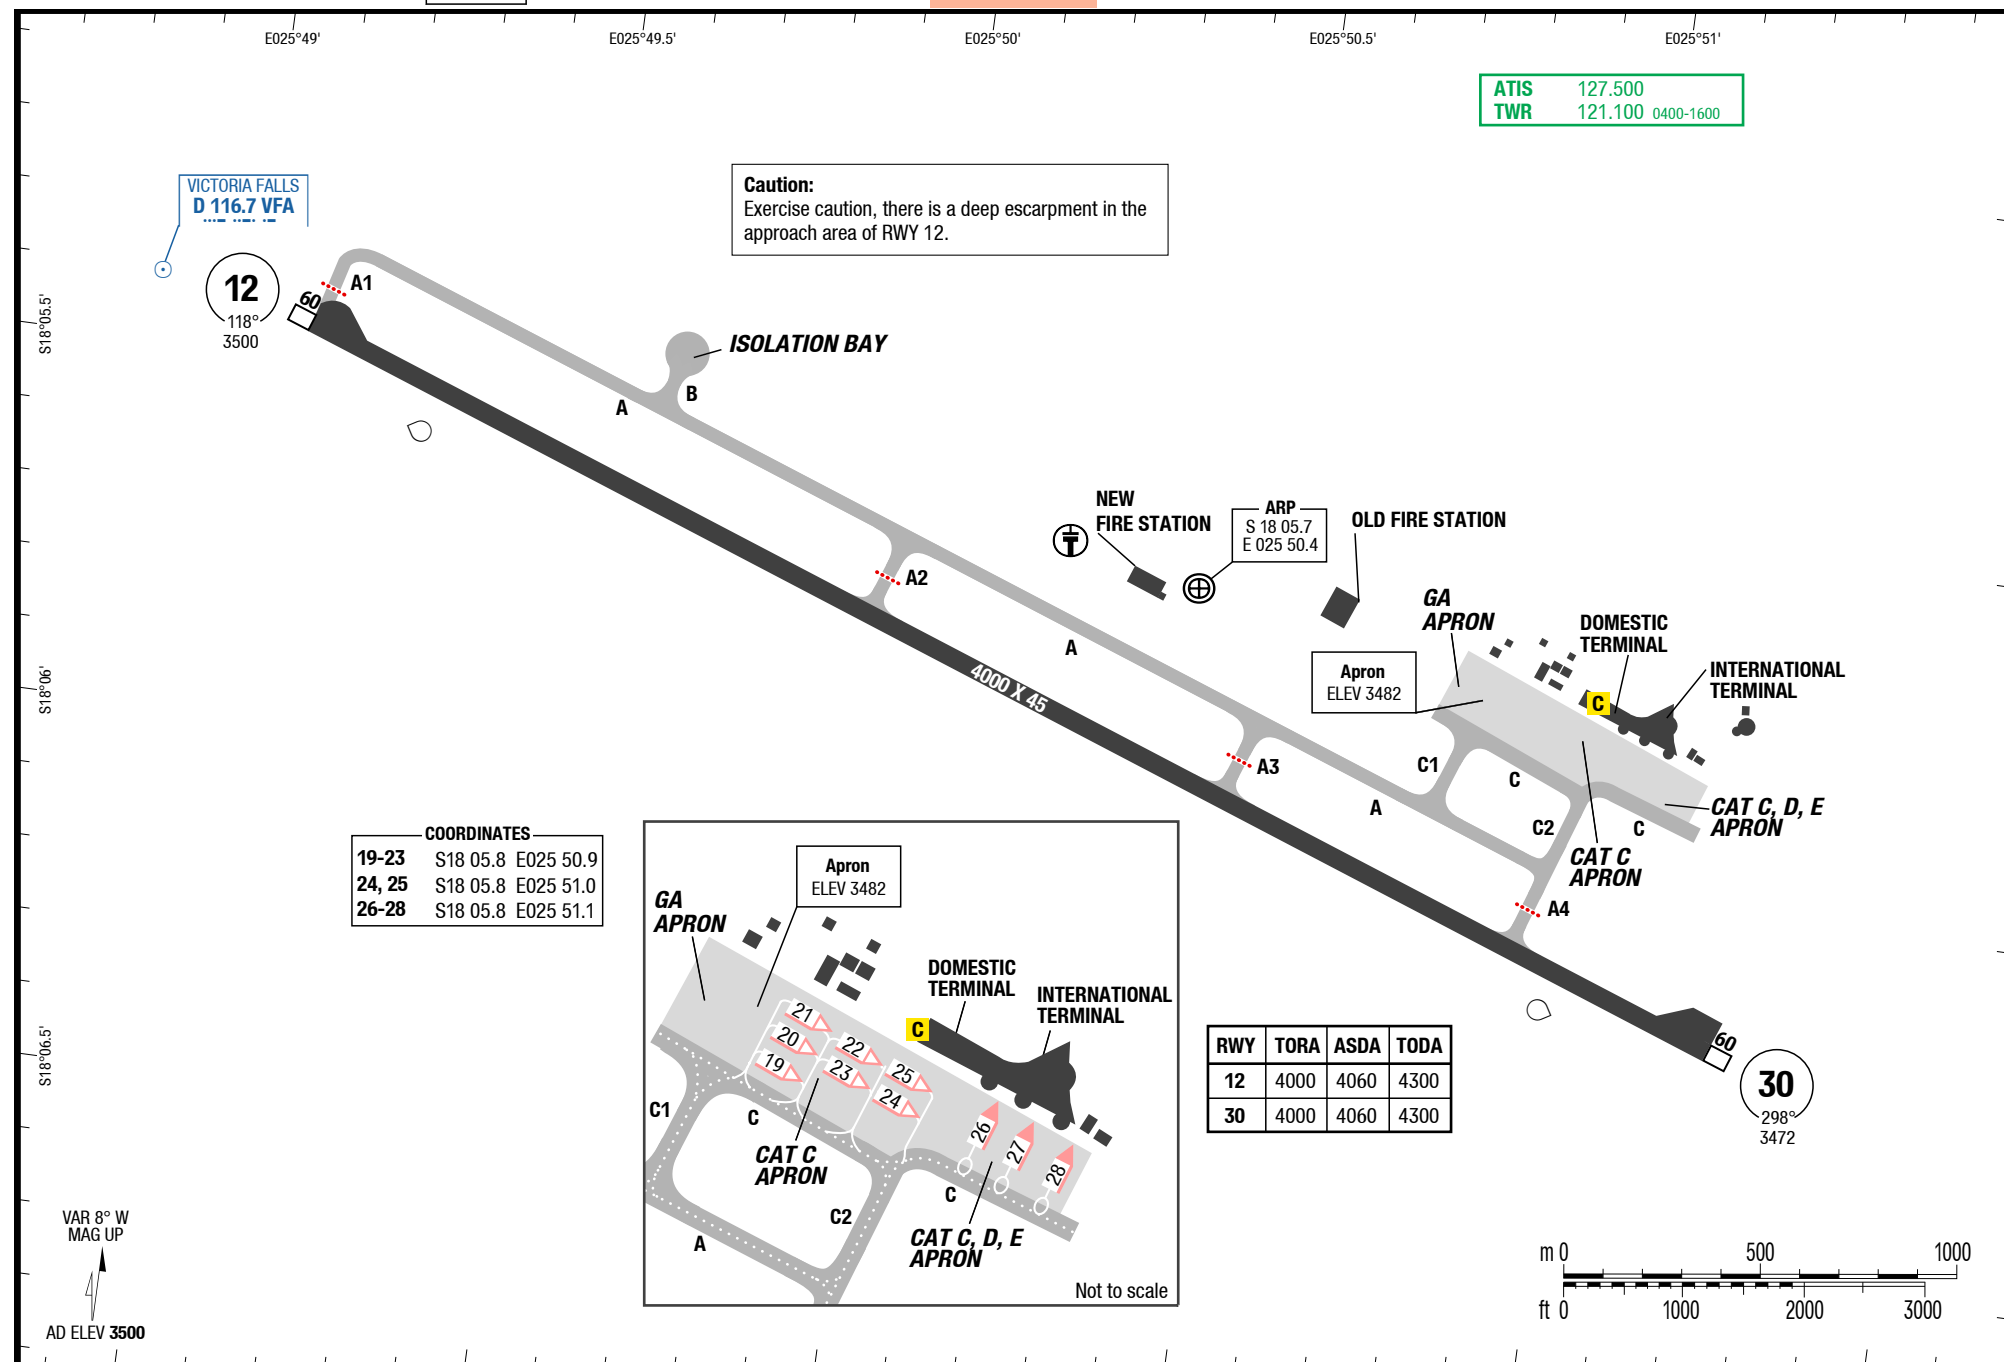 E025°49'
E025°49.5'
E025°50'
E025°50.5'
E025°51'
ATIS 127.500
TWR 121.100 0400-1600
VICTORIA FALLS
D 116.7 VFA
Caution:
Exercise caution, there is a deep escarpment in the
approach area of RWY 12.
12
118°
3500
60
A1
S18°05.5'
ISOLATION BAY
B
A
NEW
FIRE STATION
ARP
S 18 05.7
E 025 50.4
OLD FIRE STATION
A2
GA
APRON
DOMESTIC
TERMINAL
INTERNATIONAL
TERMINAL
A
Apron
ELEV 3482
C
S18°06'
4000 X 45
A3
C1
C
A
C2
C
CAT C, D, E
APRON
CAT C
APRON
A4
COORDINATES
19-23 S18 05.8 E025 50.9
24, 25 S18 05.8 E025 51.0
26-28 S18 05.8 E025 51.1
Apron
ELEV 3482
GA
APRON
DOMESTIC
TERMINAL
INTERNATIONAL
TERMINAL
C
21
20
19
22
23
25
24
26
27
28
C1
C
CAT C
APRON
C
C2
CAT C, D, E
APRON
A
Not to scale
S18°06.5'
RWY TORA ASDA TODA
12 4000 4060 4300
30 4000 4060 4300
60
30
298°
3472
VAR 8° W
MAG UP
AD ELEV 3500
m 0 500 1000
ft 0 1000 2000 3000